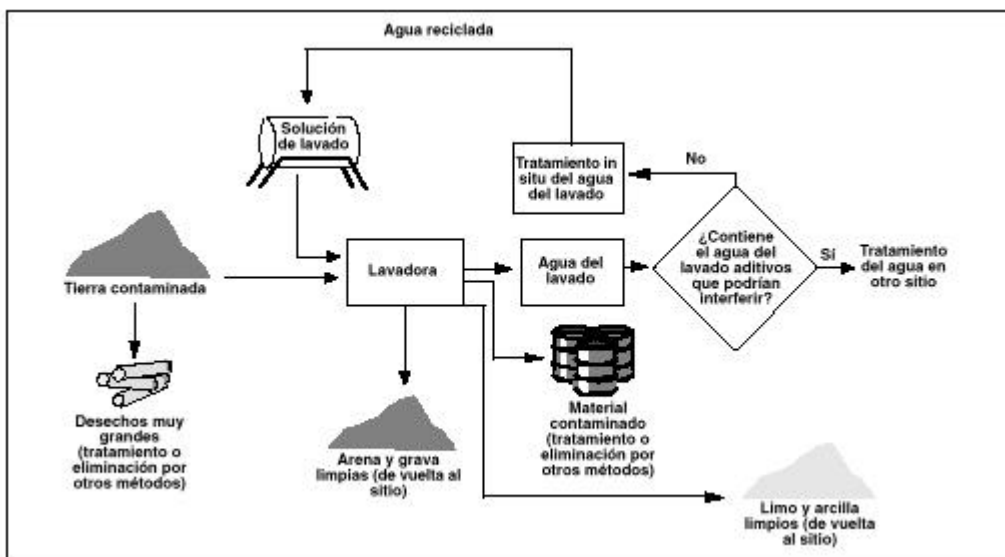 Agua reciclada
Solución
de lavado
Tratamiento in
situ del agua
del lavado
No
¿Contiene
el agua del
lavado aditivos
que podrían
interferir?
Sí
Tratamiento
del agua en
otro sitio
Tierra contaminada
Lavadora
Agua del
lavado
Desechos muy
grandes
(tratamiento o
eliminación por
otros métodos)
Arena y grava
limpias (de vuelta al
sitio)
Material
contaminado
(tratamiento o
eliminación por
otros métodos)
Limo y arcilla
limpios (de vuelta
al sitio)